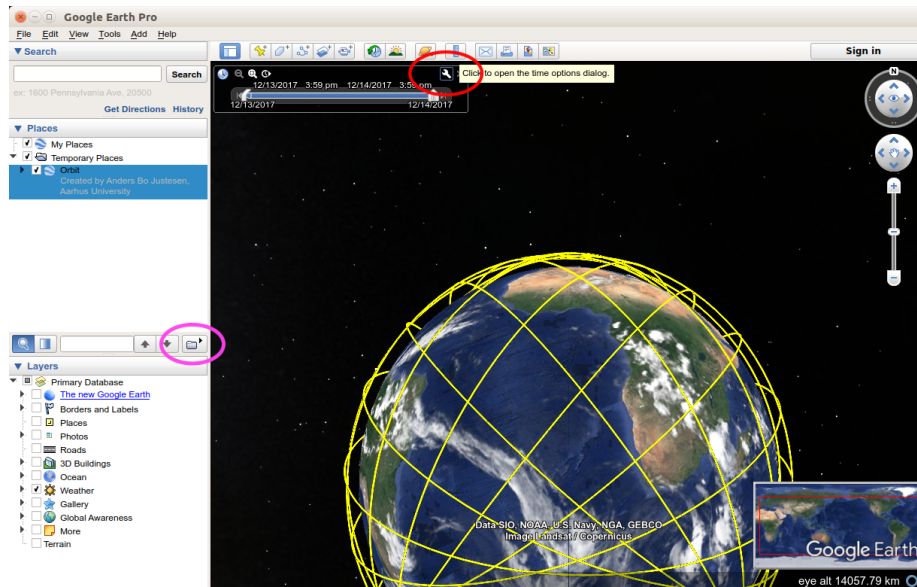 Google Earth Pro
File Edit View Tools Add Help
Search
Sign in
Search
ex: 1600 Pennsylvania Ave. 20500
Get Directions History
Click to open the time options dialog.
12/13/2017 3:59 pm 12/14/2017 3:59 pm
12/13/2017 12/14/2017
N
Places
My Places
Temporary Places
Orbit
Created by Anders Bo Justesen,
Aarhus University
Layers
Primary Database
The new Google Earth
Borders and Labels
Places
Photos
Roads
3D Buildings
Ocean
Weather
Gallery
Global Awareness
More
Terrain
Data SIO, NOAA, U.S. Navy, NGA, GEBCO
Image Landsat / Copernicus
Google Earth
eye alt 14057.79 km